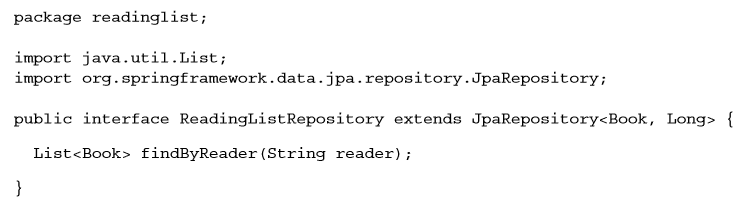 package readinglist;
import java.util.List;
import org.springframework.data.jpa.repository.JpaRepository;
public interface ReadingListRepository extends JpaRepository<Book, Long> {
List<Book> findByReader(String reader);
}